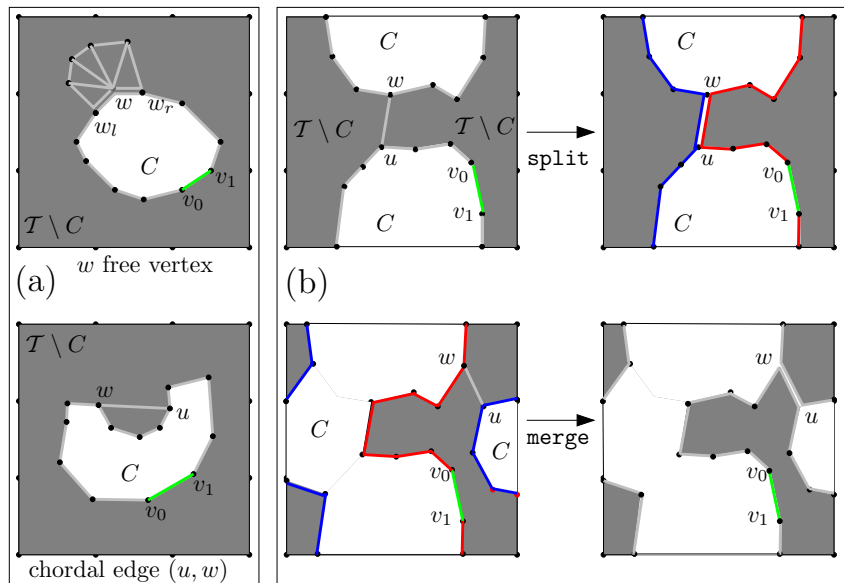 w
w_r
w_l
C
v_1
v_0
𝒯 \ C
(a)
w free vertex
𝒯 \ C
w
u
C
v_1
v_0
chordal edge (u, w)
C
w
𝒯 \ C
𝒯 \ C
u
v_0
v_1
C
(b)
split
C
w
u
v_0
v_1
C
w
u
C
C
v_0
v_1
merge
w
u
v_0
v_1